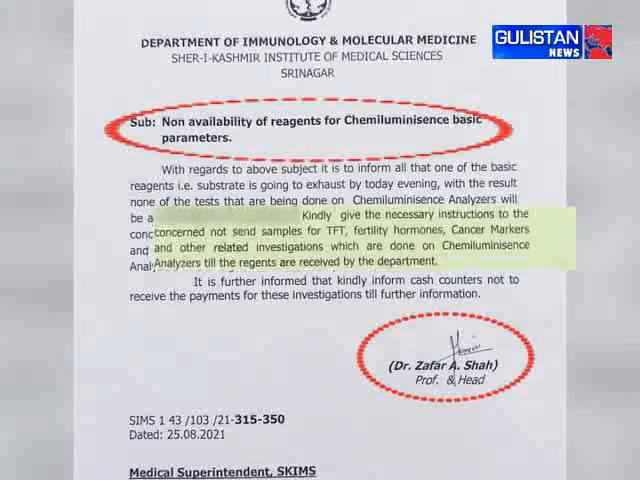 GULISTAN
NEWS
DEPARTMENT OF IMMUNOLOGY & MOLECULAR MEDICINE
SHER-I-KASHMIR INSTITUTE OF MEDICAL SCIENCES
SRINAGAR
Sub: Non availability of reagents for Chemiluminisence basic
parameters.
With regards to above subject it is to inform all that one of the basic
reagents i.e. substrate is going to exhaust by today evening, with the result
none of the tests that are being done on Chemiluminisence Analyzers will
be a Kindly give the necessary instructions to the
conc concerned not send samples for TFT, fertility hormones, Cancer Markers
and and other related investigations which are done on Chemiluminisence
Analy Analyzers till the regents are received by the department.
It is further informed that kindly inform cash counters not to
receive the payments for these investigations till further information.
(Dr. Zafar A. Shah)
Prof. & Head
SIMS 1 43 /103 /21-315-350
Dated: 25.08.2021
Medical Superintendent, SKIMS